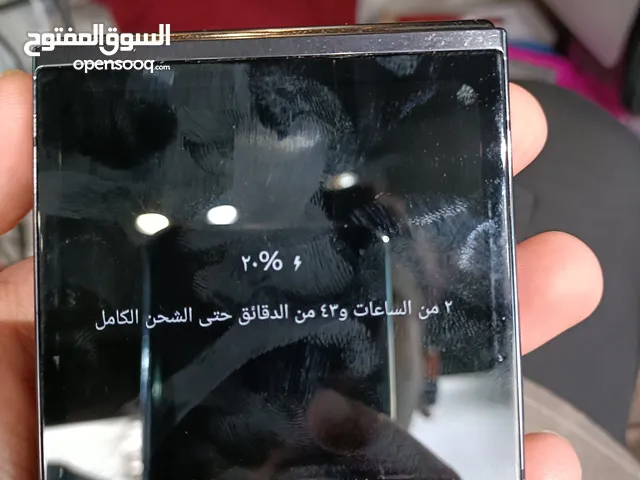 السوق المفتوح
opensooq.com
٢٠%
٢ من الساعات و٤٣ من الدقائق حتى الشحن الكامل